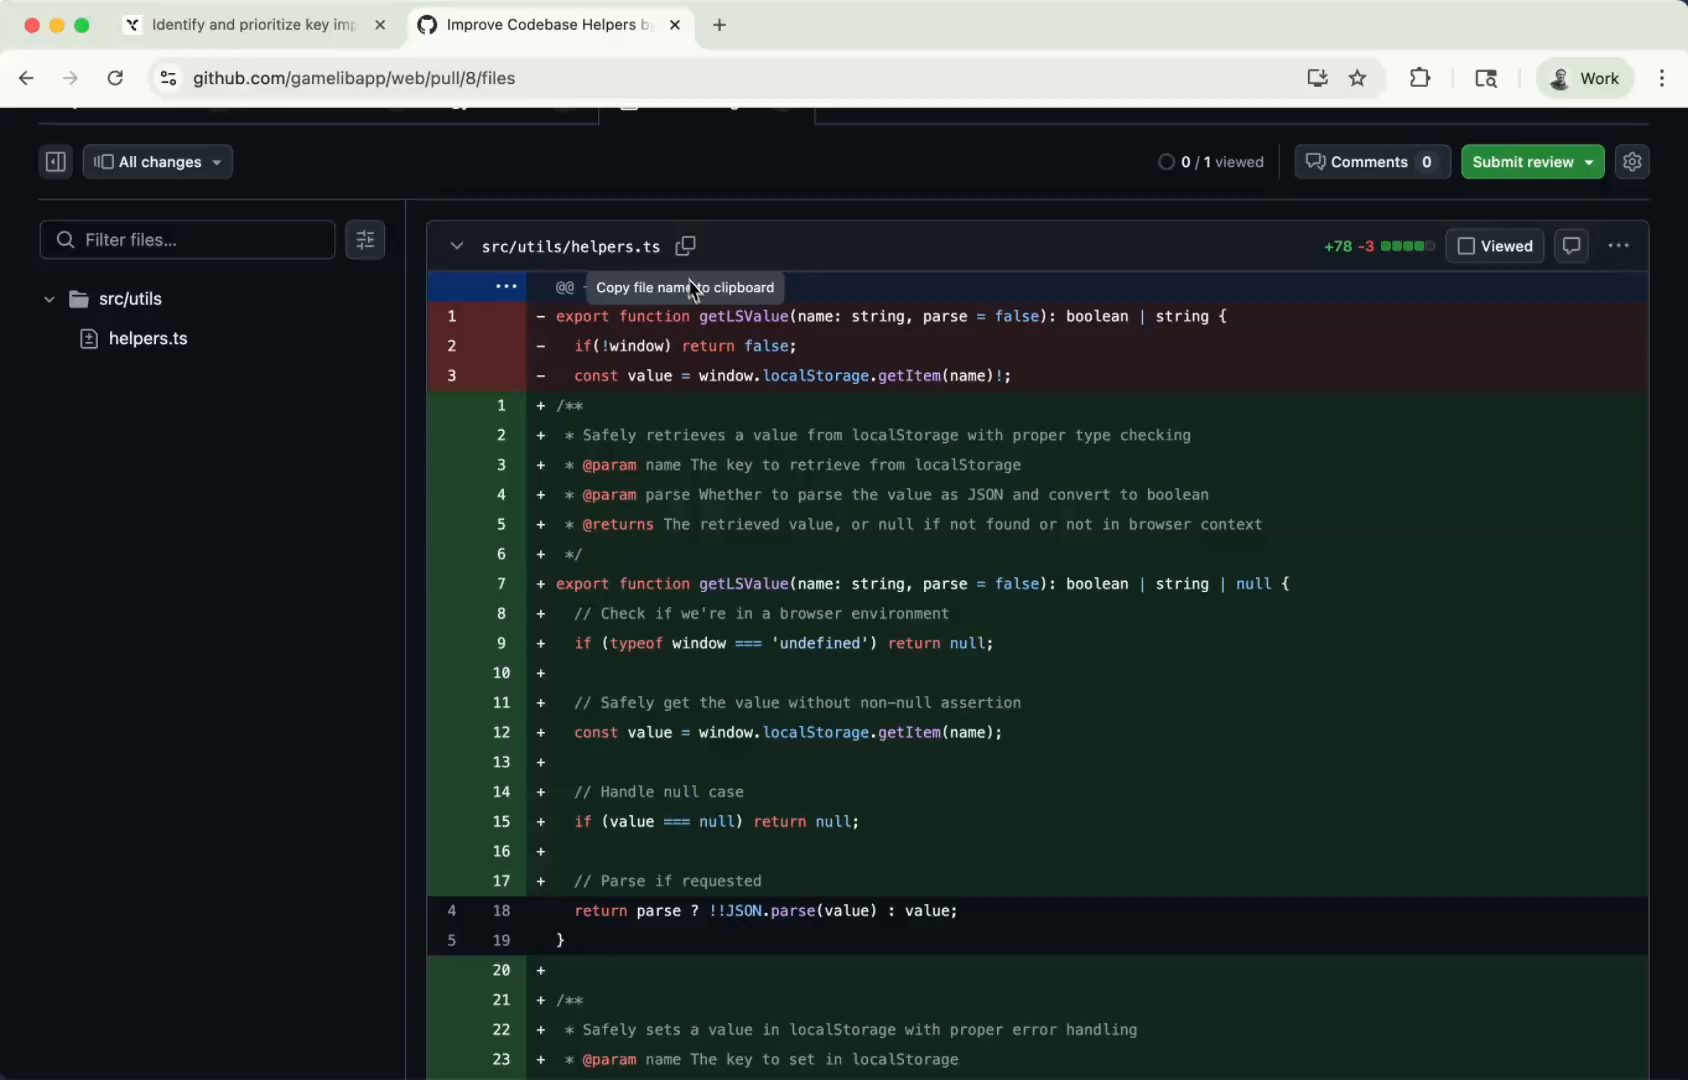 Identify and prioritize key imp
Improve Codebase Helpers b
github.com/gamelibapp/web/pull/8/files
Work
All changes
0 / 1 viewed
Comments 0
Submit review
Filter files...
src/utils
helpers.ts
src/utils/helpers.ts
+78 -3
Viewed
@@ -
Copy file name to clipboard
1 - export function getLSValue(name: string, parse = false): boolean | string {
2 - if(!window) return false;
3 - const value = window.localStorage.getItem(name)!;
1 + /**
2 + * Safely retrieves a value from localStorage with proper type checking
3 + * @param name The key to retrieve from localStorage
4 + * @param parse Whether to parse the value as JSON and convert to boolean
5 + * @returns The retrieved value, or null if not found or not in browser context
6 + */
7 + export function getLSValue(name: string, parse = false): boolean | string | null {
8 + // Check if we're in a browser environment
9 + if (typeof window === 'undefined') return null;
10 +
11 + // Safely get the value without non-null assertion
12 + const value = window.localStorage.getItem(name);
13 +
14 + // Handle null case
15 + if (value === null) return null;
16 +
17 + // Parse if requested
4 18 return parse ? !!JSON.parse(value) : value;
5 19 }
20 +
21 + /**
22 + * Safely sets a value in localStorage with proper error handling
23 + * @param name The key to set in localStorage